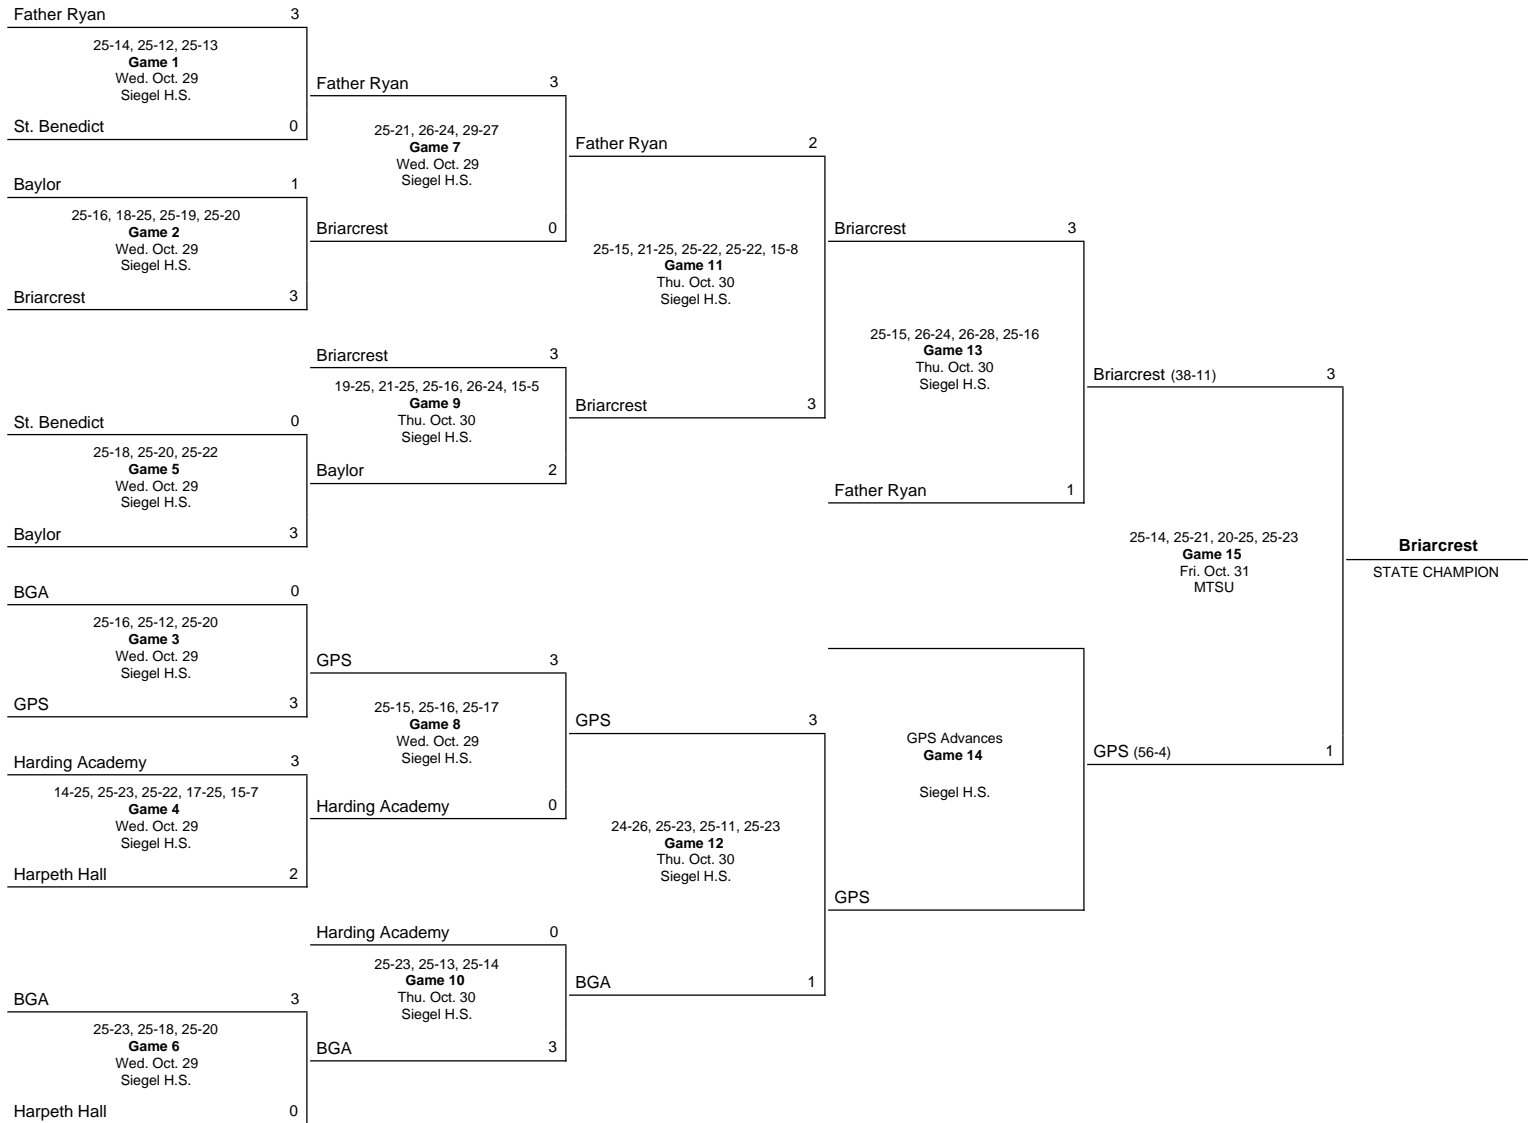 Father Ryan 3
25-14, 25-12, 25-13
Game 1
Wed. Oct. 29
Siegel H.S.
St. Benedict 0
Baylor 1
25-16, 18-25, 25-19, 25-20
Game 2
Wed. Oct. 29
Siegel H.S.
Briarcrest 3
St. Benedict 0
25-18, 25-20, 25-22
Game 5
Wed. Oct. 29
Siegel H.S.
Baylor 3
BGA 0
25-16, 25-12, 25-20
Game 3
Wed. Oct. 29
Siegel H.S.
GPS 3
Harding Academy 3
14-25, 25-23, 25-22, 17-25, 15-7
Game 4
Wed. Oct. 29
Siegel H.S.
Harpeth Hall 2
BGA 3
25-23, 25-18, 25-20
Game 6
Wed. Oct. 29
Siegel H.S.
Harpeth Hall 0
Father Ryan 3
25-21, 26-24, 29-27
Game 7
Wed. Oct. 29
Siegel H.S.
Briarcrest 0
Briarcrest 3
19-25, 21-25, 25-16, 26-24, 15-5
Game 9
Thu. Oct. 30
Siegel H.S.
Baylor 2
GPS 3
25-15, 25-16, 25-17
Game 8
Wed. Oct. 29
Siegel H.S.
Harding Academy 0
Harding Academy 0
25-23, 25-13, 25-14
Game 10
Thu. Oct. 30
Siegel H.S.
BGA 3
Father Ryan 2
25-15, 21-25, 25-22, 25-22, 15-8
Game 11
Thu. Oct. 30
Siegel H.S.
Briarcrest 3
GPS 3
24-26, 25-23, 25-11, 25-23
Game 12
Thu. Oct. 30
Siegel H.S.
BGA 1
Briarcrest 3
25-15, 26-24, 26-28, 25-16
Game 13
Thu. Oct. 30
Siegel H.S.
Father Ryan 1
GPS Advances
Game 14
Siegel H.S.
GPS
Briarcrest (38-11) 3
25-14, 25-21, 20-25, 25-23
Game 15
Fri. Oct. 31
MTSU
GPS (56-4) 1
Briarcrest
STATE CHAMPION